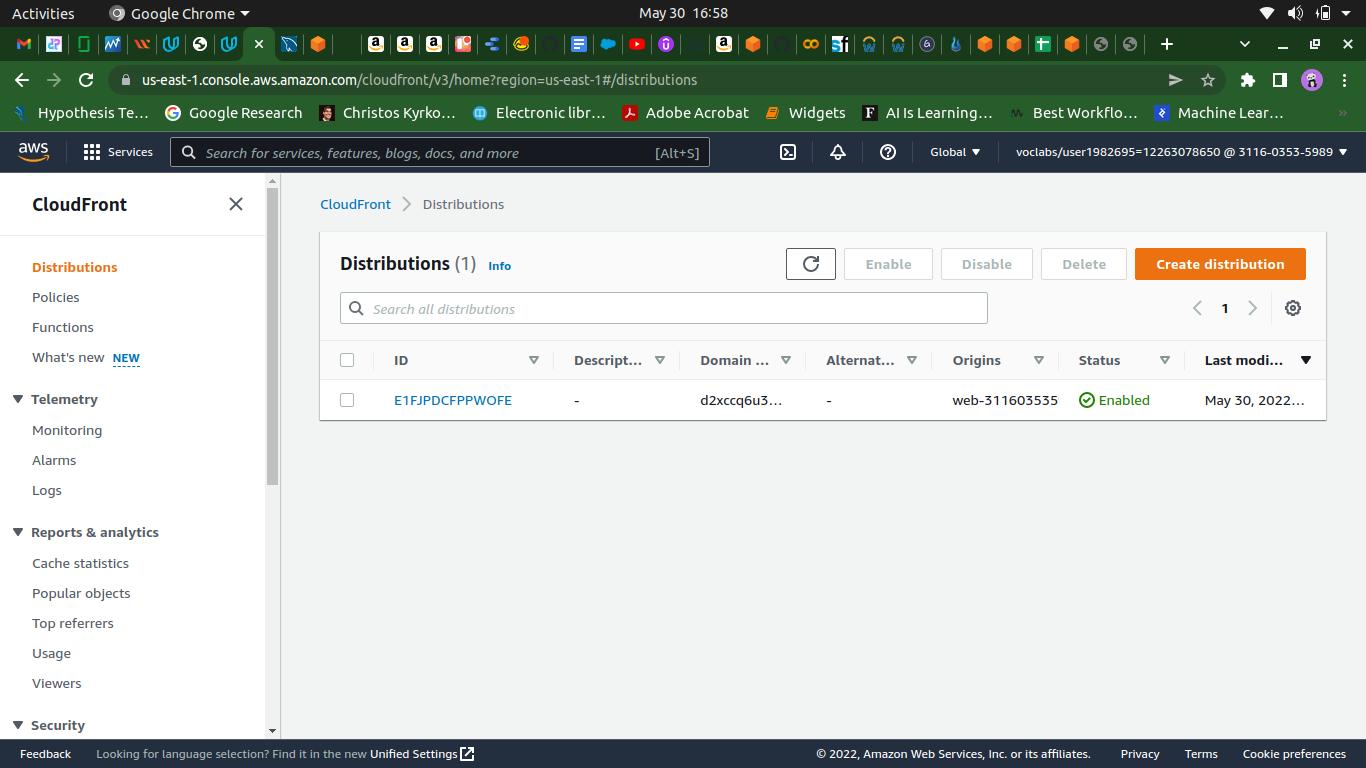 Activities Google Chrome May 30 16:58
us-east-1.console.aws.amazon.com/cloudfront/v3/home?region=us-east-1#/distributions
Hypothesis Te... Google Research Christos Kyrko... Electronic libr... Adobe Acrobat Widgets AI Is Learning... Best Workflo... Machine Lear... »
aws Services Search for services, features, blogs, docs, and more [Alt+S] Global voclabs/user1982695=12263078650 @ 3116-0353-5989
CloudFront
Distributions
Policies
Functions
What's new NEW
Telemetry
Monitoring
Alarms
Logs
Reports & analytics
Cache statistics
Popular objects
Top referrers
Usage
Viewers
Security
CloudFront Distributions
Distributions (1) Info Enable Disable Delete Create distribution
Search all distributions 1
ID Descript... Domain ... Alternat... Origins Status Last modi...
E1FJPDCFPPWOFE - d2xccq6u3... - web-311603535 Enabled May 30, 2022...
Feedback Looking for language selection? Find it in the new Unified Settings © 2022, Amazon Web Services, Inc. or its affiliates. Privacy Terms Cookie preferences